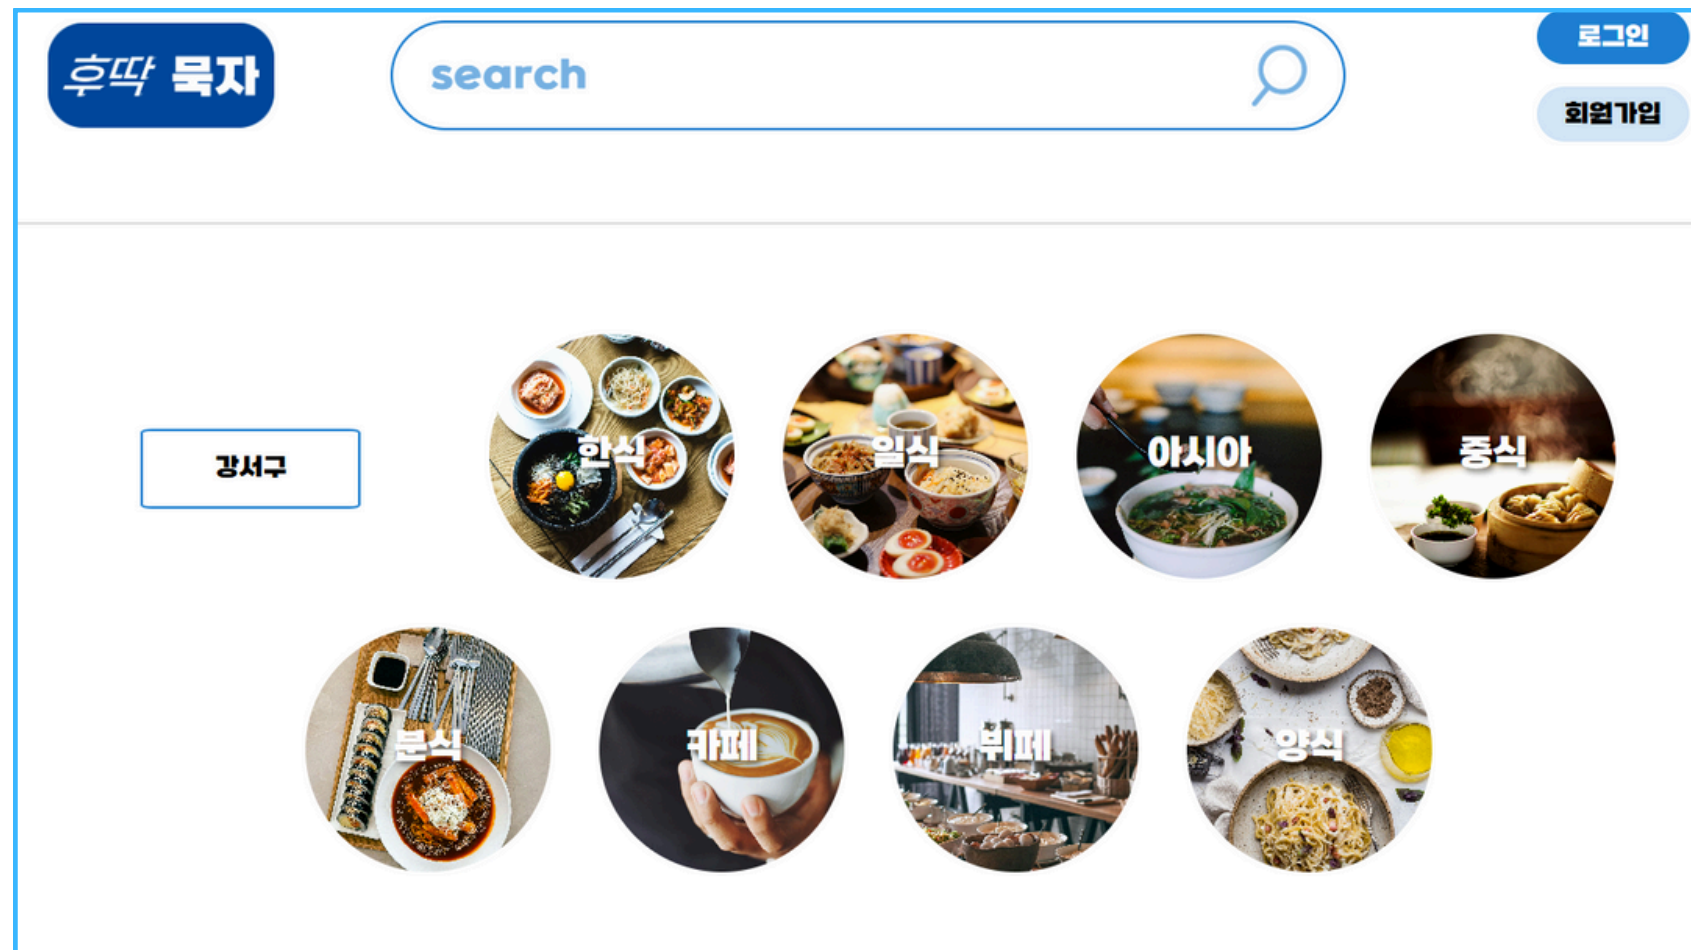 후딱 묵자
search
로그인
회원가입
강서구
한식
일식
아시아
중식
분식
카페
뷔페
양식